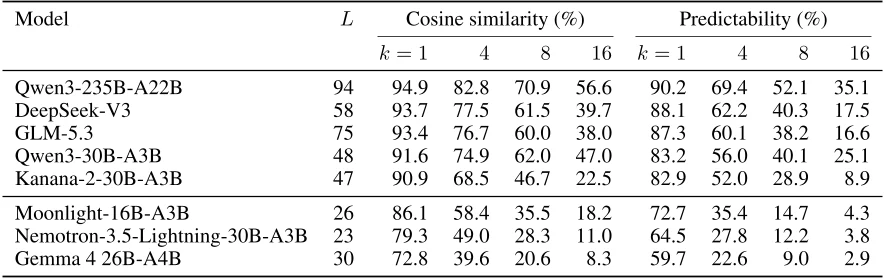 Model L Cosine similarity (%) Predictability (%)
k = 1 4 8 16 k = 1 4 8 16
Qwen3-235B-A22B 94 94.9 82.8 70.9 56.6 90.2 69.4 52.1 35.1
DeepSeek-V3 58 93.7 77.5 61.5 39.7 88.1 62.2 40.3 17.5
GLM-5.3 75 93.4 76.7 60.0 38.0 87.3 60.1 38.2 16.6
Qwen3-30B-A3B 48 91.6 74.9 62.0 47.0 83.2 56.0 40.1 25.1
Kanana-2-30B-A3B 47 90.9 68.5 46.7 22.5 82.9 52.0 28.9 8.9
Moonlight-16B-A3B 26 86.1 58.4 35.5 18.2 72.7 35.4 14.7 4.3
Nemotron-3.5-Lightning-30B-A3B 23 79.3 49.0 28.3 11.0 64.5 27.8 12.2 3.8
Gemma 4 26B-A4B 30 72.8 39.6 20.6 8.3 59.7 22.6 9.0 2.9